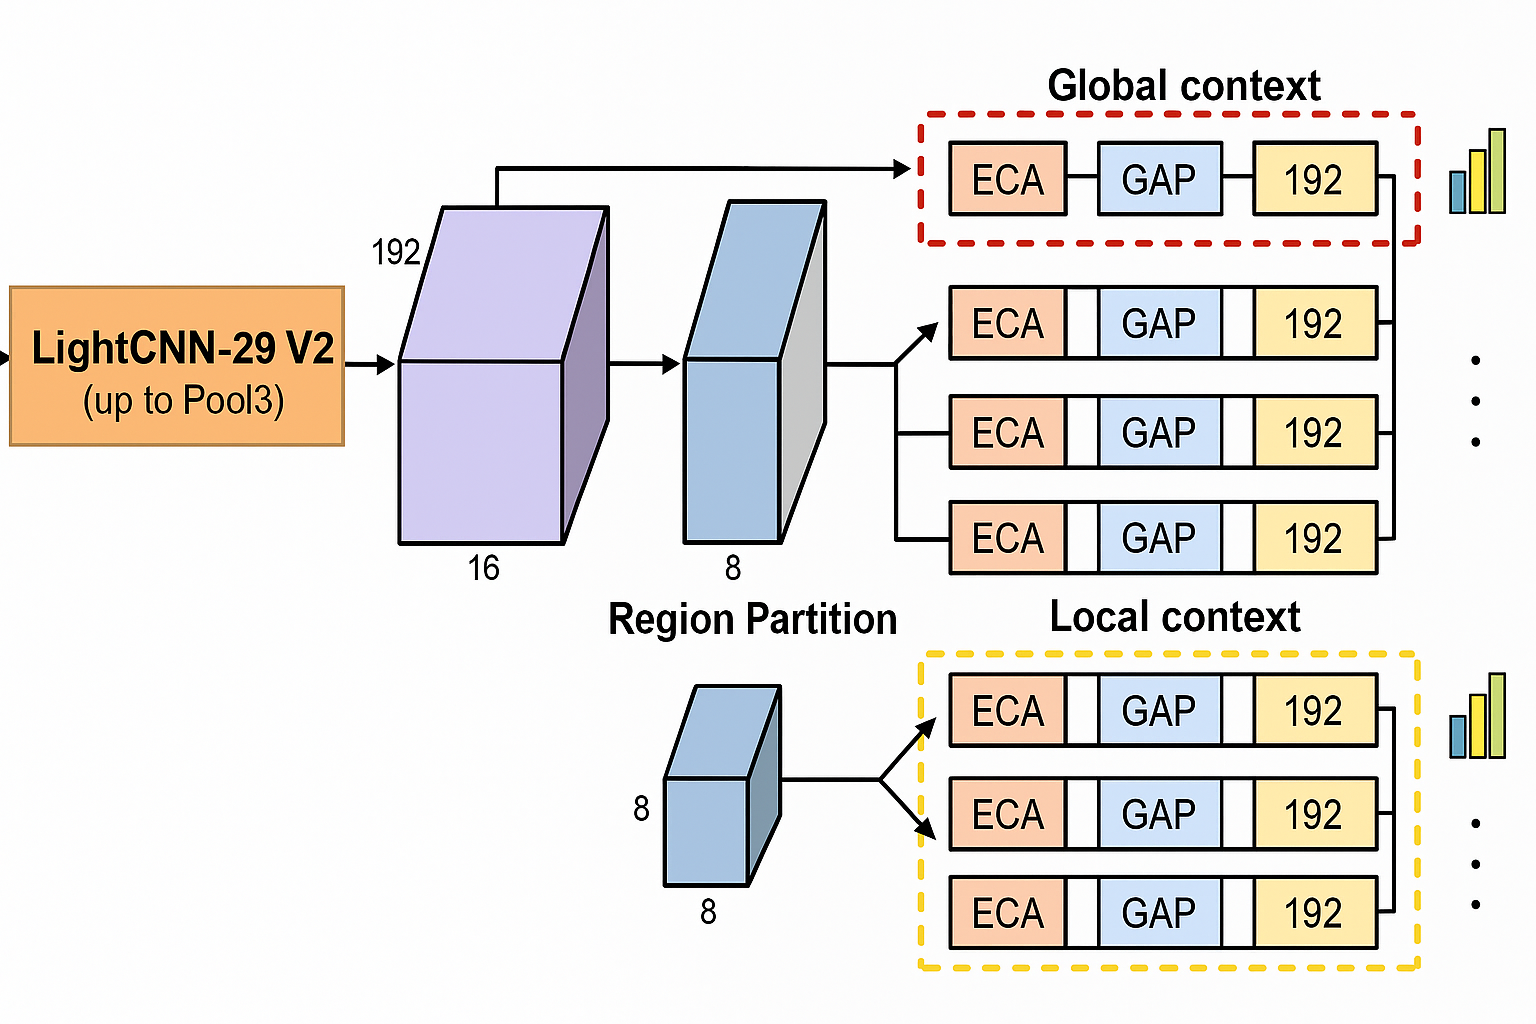 Global context
ECA GAP 192
192
LightCNN-29 V2
(up to Pool3)
ECA GAP 192
ECA GAP 192
ECA GAP 192
16
8
Region Partition
Local context
ECA GAP 192
8
ECA GAP 192
8
ECA GAP 192